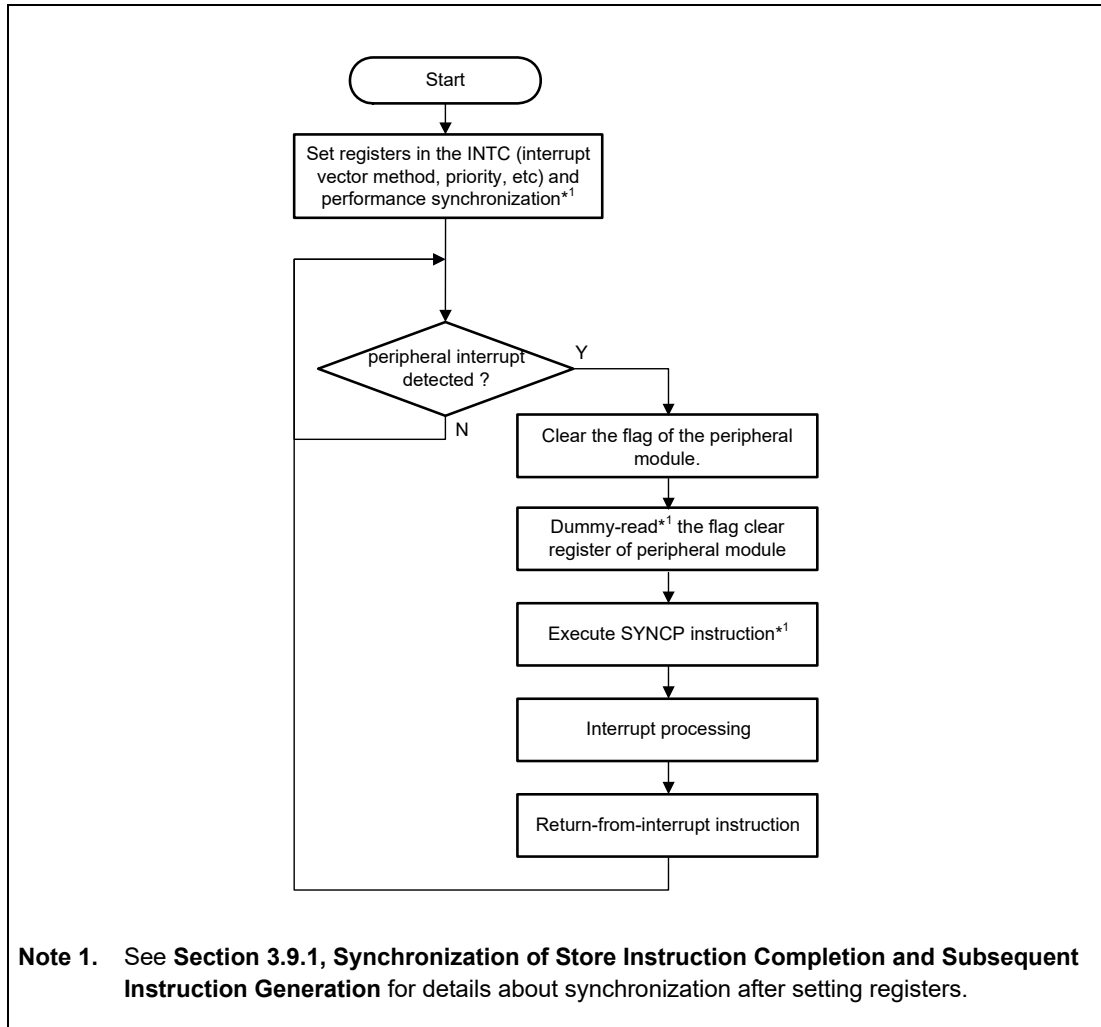 Start
Set registers in the INTC (interrupt
vector method, priority, etc) and
performance synchronization*1
peripheral interrupt
detected ?
Y
N
Clear the flag of the peripheral
module.
Dummy-read*1 the flag clear
register of peripheral module
Execute SYNCP instruction*1
Interrupt processing
Return-from-interrupt instruction
Note 1. See Section 3.9.1, Synchronization of Store Instruction Completion and Subsequent
Instruction Generation for details about synchronization after setting registers.